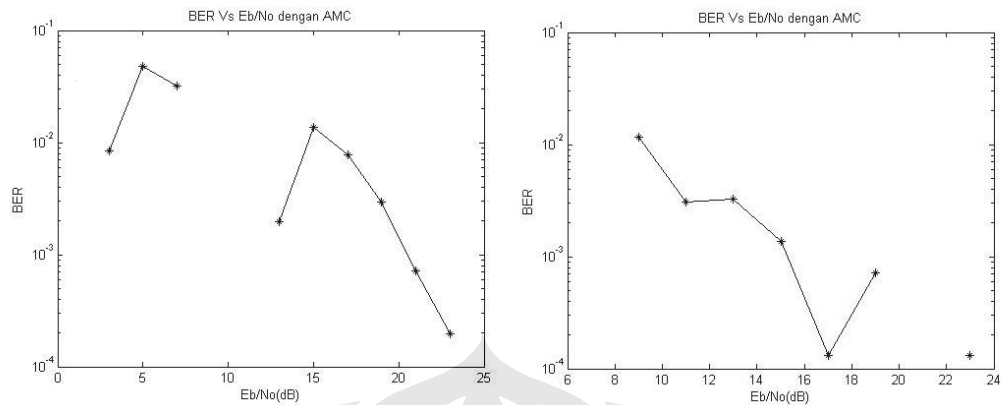 BER Vs Eb/No dengan AMC
10-1
10-2
10-3
10-4
BER
0 5 10 15 20 25
Eb/No(dB)
BER Vs Eb/No dengan AMC
10-1
10-2
10-3
10-4
BER
6 8 10 12 14 16 18 20 22 24
Eb/No(dB)